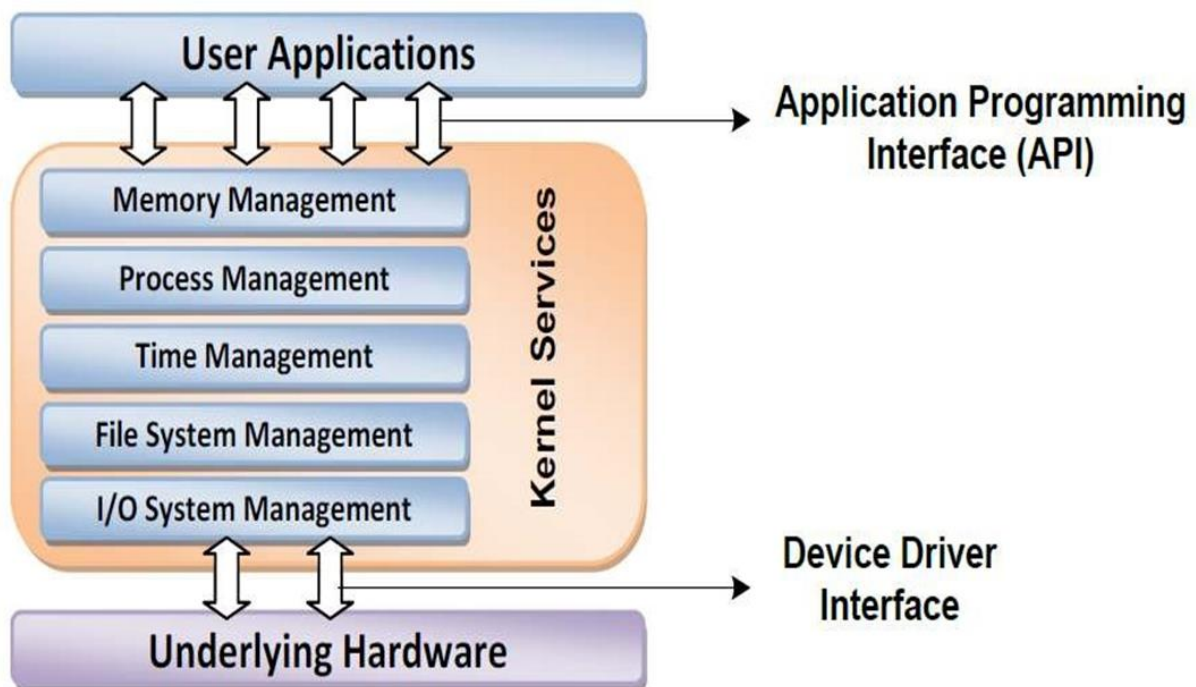 User Applications
Application Programming
Interface (API)
Memory Management
Process Management
Time Management
File System Management
I/O System Management
Kernel Services
Device Driver
Interface
Underlying Hardware